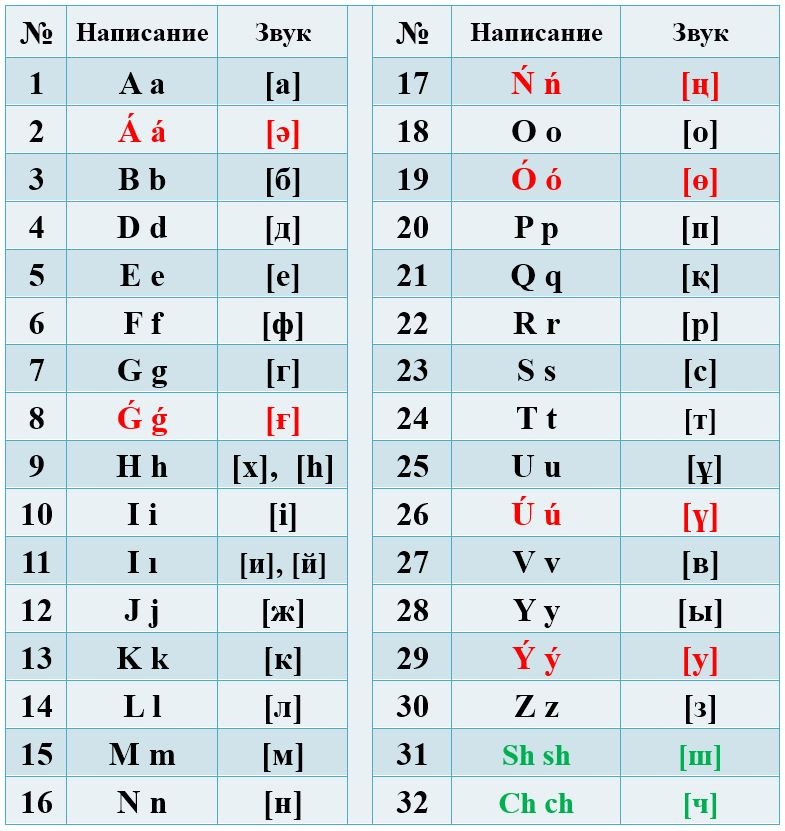 № Написание Звук № Написание Звук
1 A a [а] 17 Ń ń [ң]
2 Á á [ә] 18 O o [о]
3 B b [б] 19 Ó ó [ө]
4 D d [д] 20 P p [п]
5 E e [е] 21 Q q [қ]
6 F f [ф] 22 R r [р]
7 G g [г] 23 S s [с]
8 Ǵ ǵ [ғ] 24 T t [т]
9 H h [х], [h] 25 U u [ұ]
10 I i [і] 26 Ú ú [ү]
11 I ı [и], [й] 27 V v [в]
12 J j [ж] 28 Y y [ы]
13 K k [к] 29 Ý ý [у]
14 L l [л] 30 Z z [з]
15 M m [м] 31 Sh sh [ш]
16 N n [н] 32 Ch ch [ч]